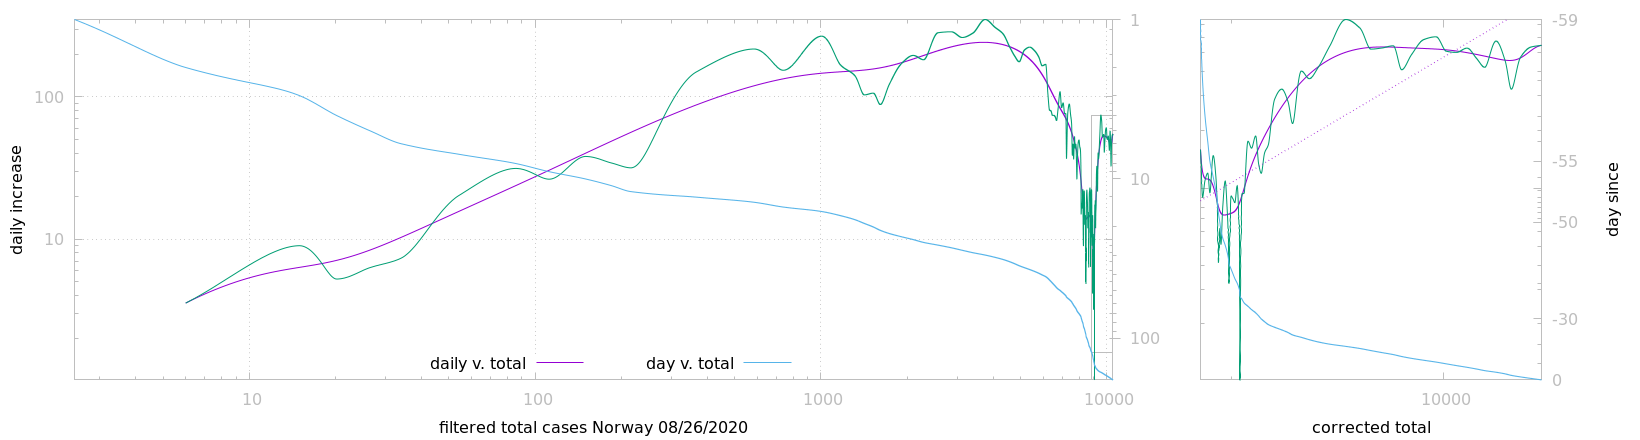 1
-59
100
10
-55
-50
10
-30
100
daily v. total
day v. total
0
10
100
1000
10000
10000
filtered total cases Norway 08/26/2020
corrected total
daily increase
day since